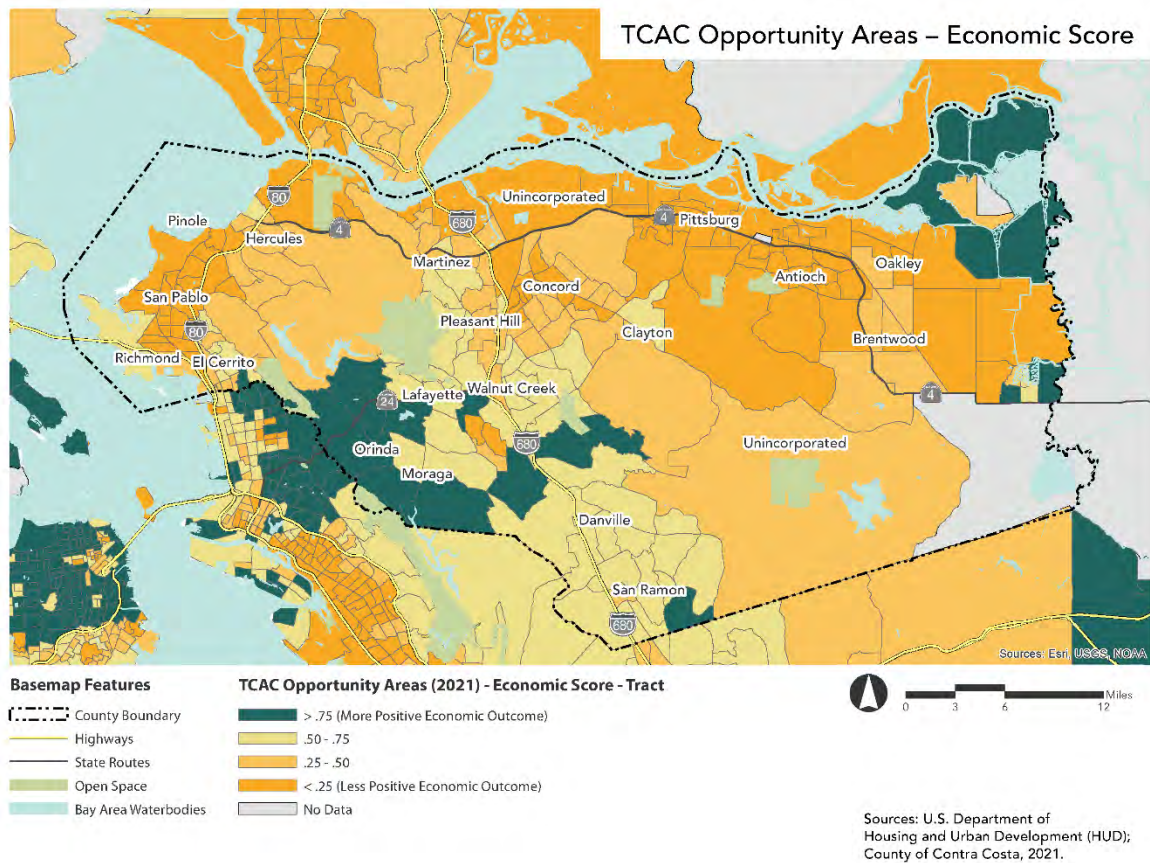 TCAC Opportunity Areas – Economic Score
Unincorporated
80
Pinole
4
Pittsburg
680
Hercules
4
Martinez
Oakley
Antioch
Concord
San Pablo
Pleasant Hill
80
Clayton
Brentwood
Richmond
El Cerrito
Lafayette
Walnut Creek
24
4
Orinda
680
Unincorporated
Moraga
Danville
San Ramon
680
Sources: Esri, USGS, NOAA
Basemap Features
County Boundary
Highways
State Routes
Open Space
Bay Area Waterbodies
TCAC Opportunity Areas (2021) - Economic Score - Tract
> .75 (More Positive Economic Outcome)
.50 - .75
.25 - .50
< .25 (Less Positive Economic Outcome)
No Data
Miles
0 3 6 12
Sources: U.S. Department of
Housing and Urban Development (HUD);
County of Contra Costa, 2021.